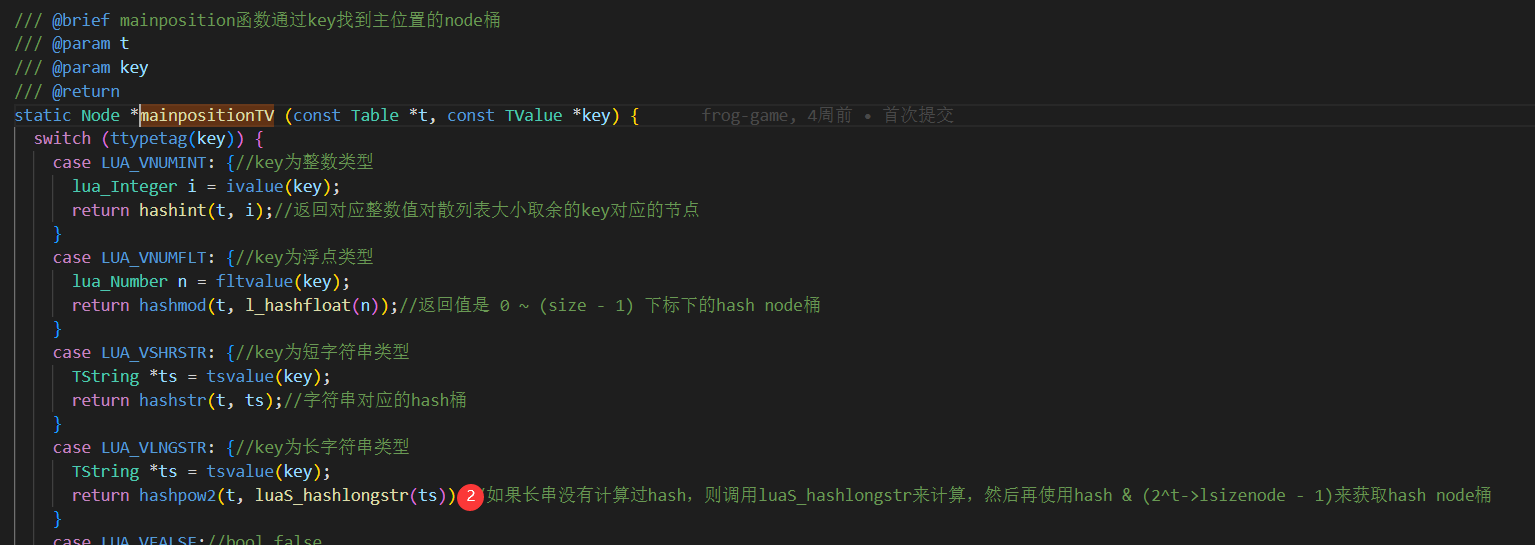 /// @brief mainposition函数通过key找到主位置的node桶
/// @param t
/// @param key
/// @return
static Node *mainpositionTV (const Table *t, const TValue *key) { frog-game, 4周前 • 首次提交
switch (ttypetag(key)) {
case LUA_VNUMINT: {//key为整数类型
lua_Integer i = ivalue(key);
return hashint(t, i);//返回对应整数值对散列表大小取余的key对应的节点
}
case LUA_VNUMFLT: {//key为浮点类型
lua_Number n = fltvalue(key);
return hashmod(t, l_hashfloat(n));//返回值是 0 ~ (size - 1) 下标下的hash node桶
}
case LUA_VSHRSTR: {//key为短字符串类型
TString *ts = tsvalue(key);
return hashstr(t, ts);//字符串对应的hash桶
}
case LUA_VLNGSTR: {//key为长字符串类型
TString *ts = tsvalue(key);
return hashpow2(t, luaS_hashlongstr(ts)) 2 /如果长串没有计算过hash，则调用luaS_hashlongstr来计算，然后再使用hash & (2^t->lsizenode - 1)来获取hash node桶
}
case LUA_VFALSE://bool false